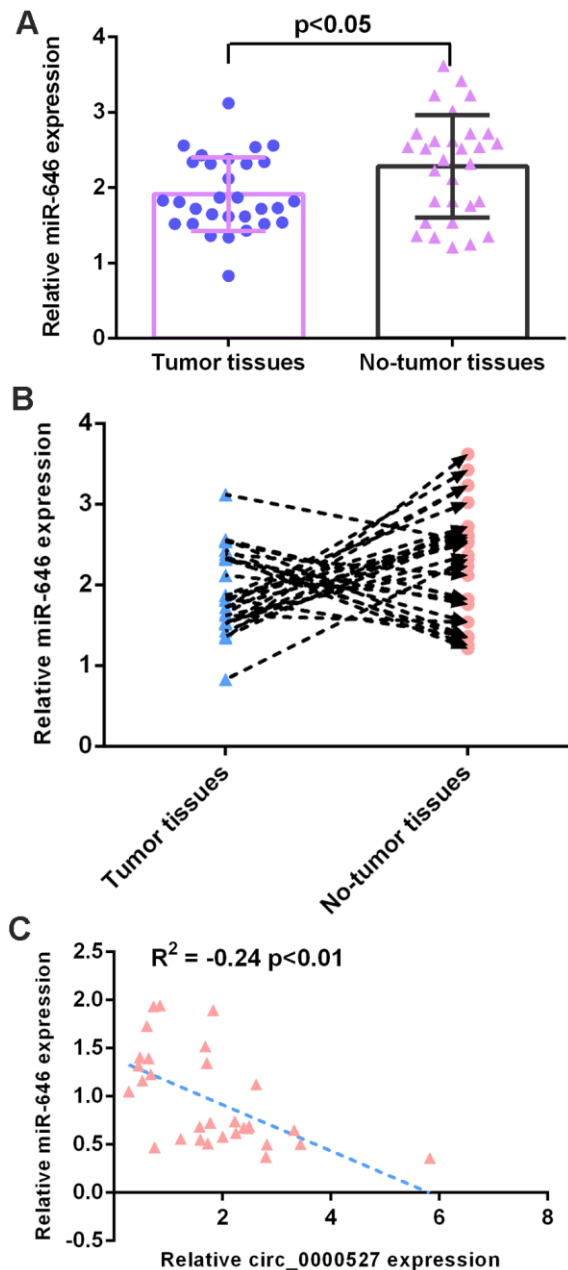 A
p<0.05
Relative miR-646 expression
4
3
2
1
0
Tumor tissues
No-tumor tissues
B
Relative miR-646 expression
4
3
2
1
0
Tumor tissues
No-tumor tissues
C
R² = -0.24 p<0.01
Relative miR-646 expression
2.5
2.0
1.5
1.0
0.5
0.0
-0.5
2
4
6
8
Relative circ_0000527 expression